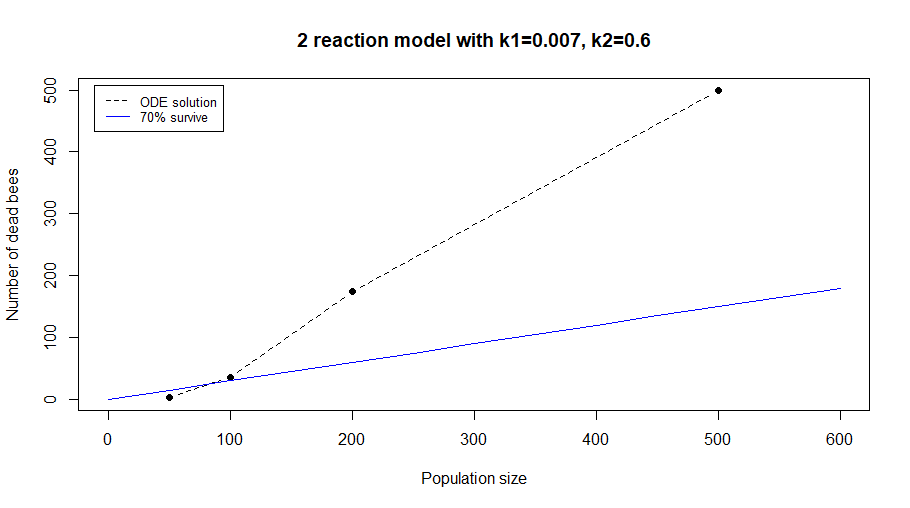 2 reaction model with k1=0.007, k2=0.6
ODE solution
70% survive
Number of dead bees
500
400
300
200
100
0
0 100 200 300 400 500 600
Population size